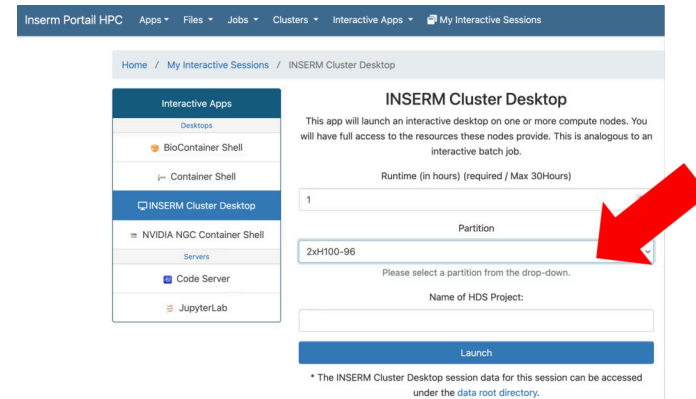 Inserm Portail HPC Apps Files Jobs Clusters Interactive Apps My Interactive Sessions
Home / My Interactive Sessions / INSERM Cluster Desktop
Interactive Apps
Desktops
BioContainer Shell
Container Shell
INSERM Cluster Desktop
NVIDIA NGC Container Shell
Servers
Code Server
JupyterLab
INSERM Cluster Desktop
This app will launch an interactive desktop on one or more compute nodes. You
will have full access to the resources these nodes provide. This is analogous to an
interactive batch job.
Runtime (in hours) (required / Max 30Hours)
1
Partition
2xH100-96
Please select a partition from the drop-down.
Name of HDS Project:
Launch
* The INSERM Cluster Desktop session data for this session can be accessed
under the data root directory.